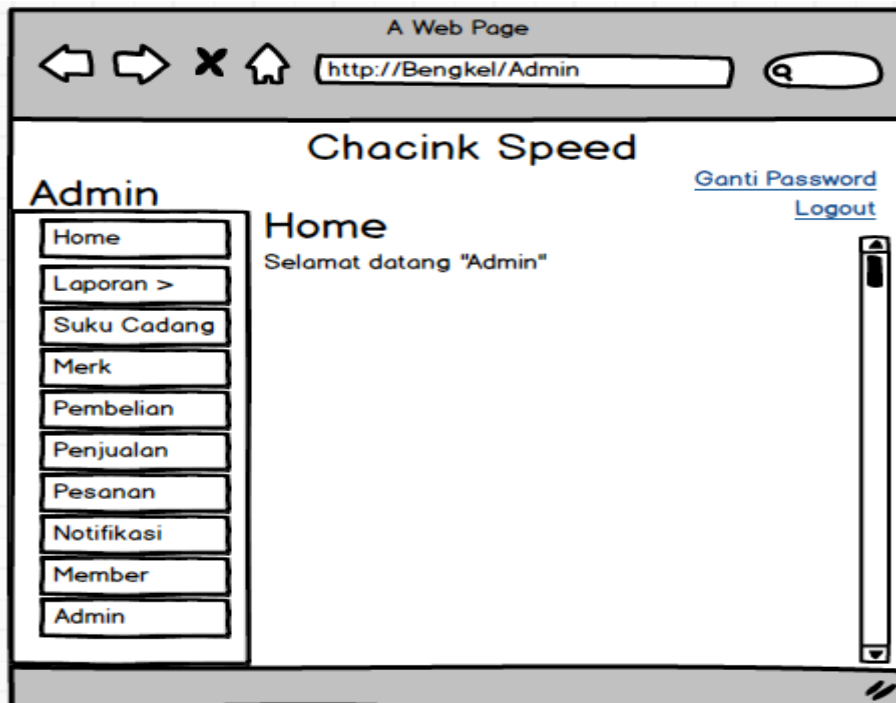 A Web Page
http://Bengkel/Admin
Chacink Speed
Ganti Password
Logout
Admin
Home
Laporan >
Suku Cadang
Merk
Pembelian
Penjualan
Pesanan
Notifikasi
Member
Admin
Home
Selamat datang "Admin"